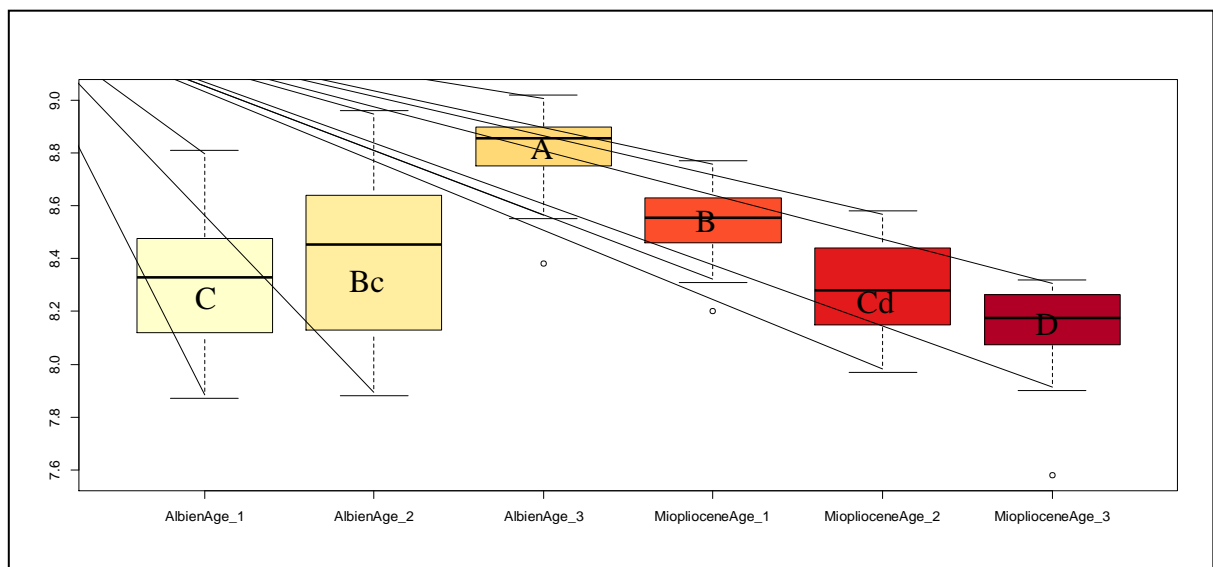 9.0
8.8
8.6
8.4
8.2
8.0
7.8
7.6
A
B
Bc
C
Cd
D
AlbienAge_1 AlbienAge_2 AlbienAge_3 MioplioceneAge_1 MioplioceneAge_2 MioplioceneAge_3